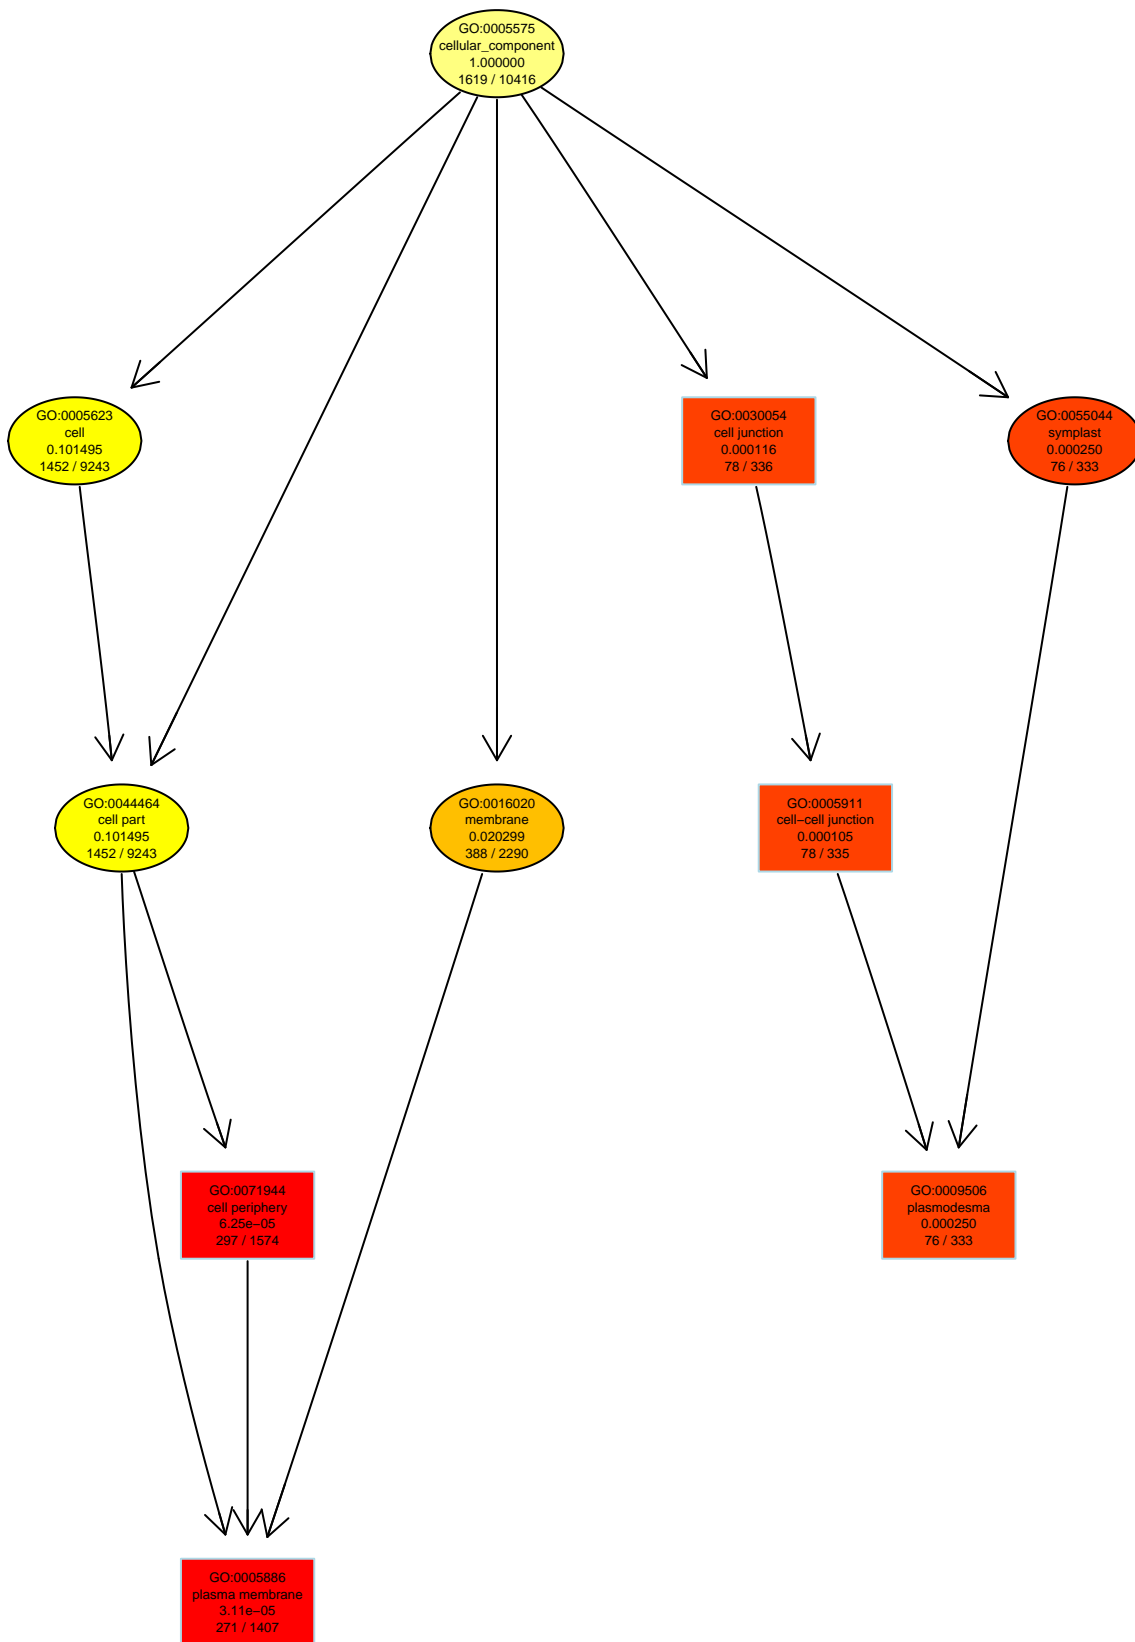 GO:0005575
cellular_component
1.000000
1619 / 10416
GO:0005623
cell
0.101495
1452 / 9243
GO:0030054
cell junction
0.000116
78 / 336
GO:0055044
symplast
0.000250
76 / 333
GO:0044464
cell part
0.101495
1452 / 9243
GO:0016020
membrane
0.020299
388 / 2290
GO:0005911
cell−cell junction
0.000105
78 / 335
GO:0071944
cell periphery
6.25e−05
297 / 1574
GO:0009506
plasmodesma
0.000250
76 / 333
GO:0005886
plasma membrane
3.11e−05
271 / 1407